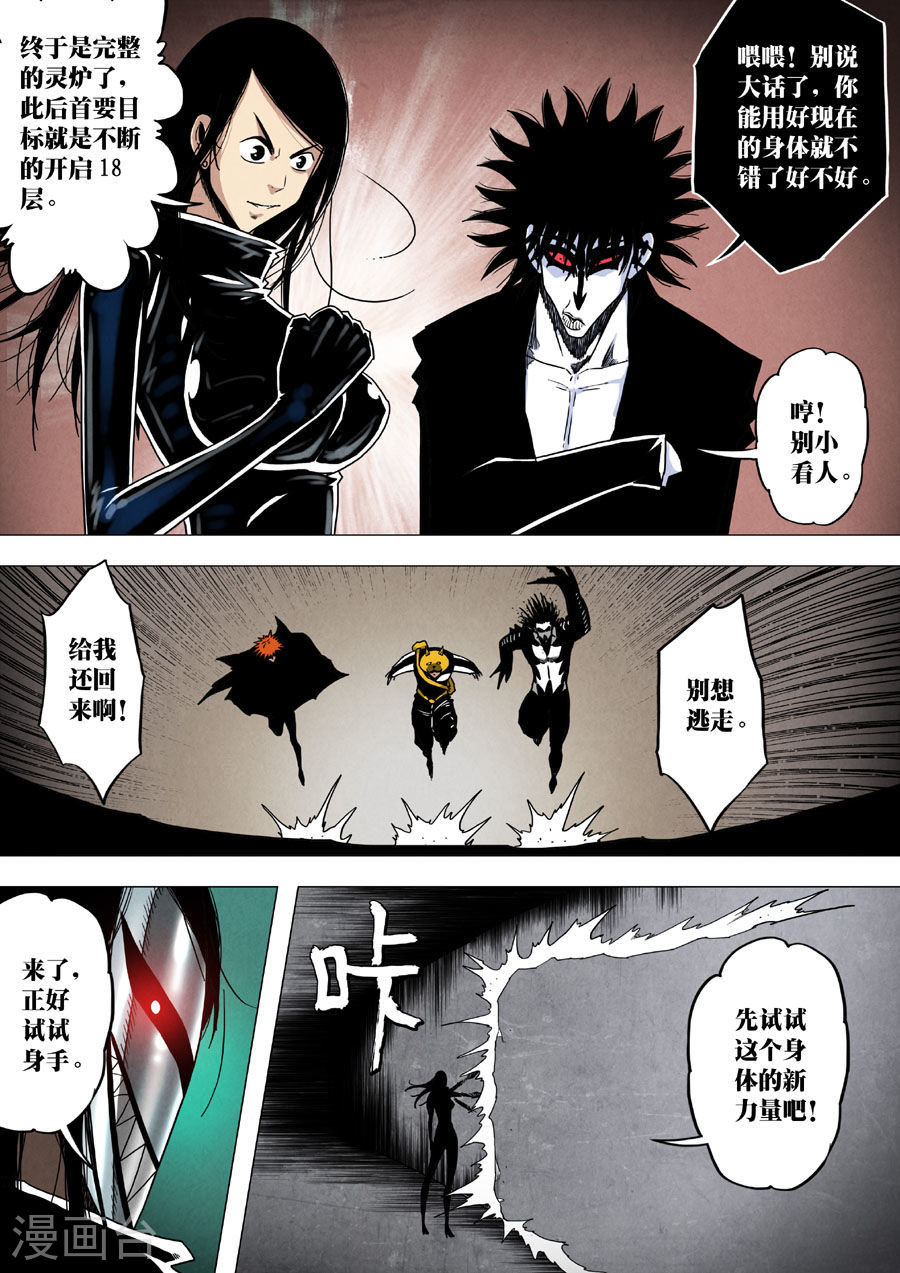 终于是完整
的灵炉了，
此后首要目
标就是不断
的开启18
层。
喂喂！别说
大话了，你
能用好现在
的身体就不
错了好不好。
哼！
别小
看人。
给我
还回
来啊！
别想
逃走。
来了，
正好
试试
身手。
咔
先试试
这个身
体的新
力量吧！
漫画台